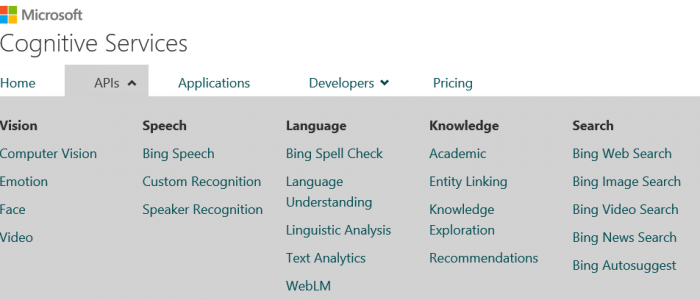 Microsoft
Cognitive Services
Home APIs Applications Developers Pricing
Vision
Computer Vision
Emotion
Face
Video
Speech
Bing Speech
Custom Recognition
Speaker Recognition
Language
Bing Spell Check
Language
Understanding
Linguistic Analysis
Text Analytics
WebLM
Knowledge
Academic
Entity Linking
Knowledge
Exploration
Recommendations
Search
Bing Web Search
Bing Image Search
Bing Video Search
Bing News Search
Bing Autosuggest